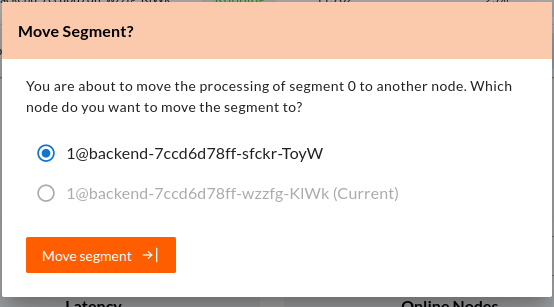 Move Segment?
You are about to move the processing of segment 0 to another node. Which
node do you want to move the segment to?
1@backend-7ccd6d78ff-sfckr-ToyW
1@backend-7ccd6d78ff-wzzfg-KlWk (Current)
Move segment
Latency
Online Nodes